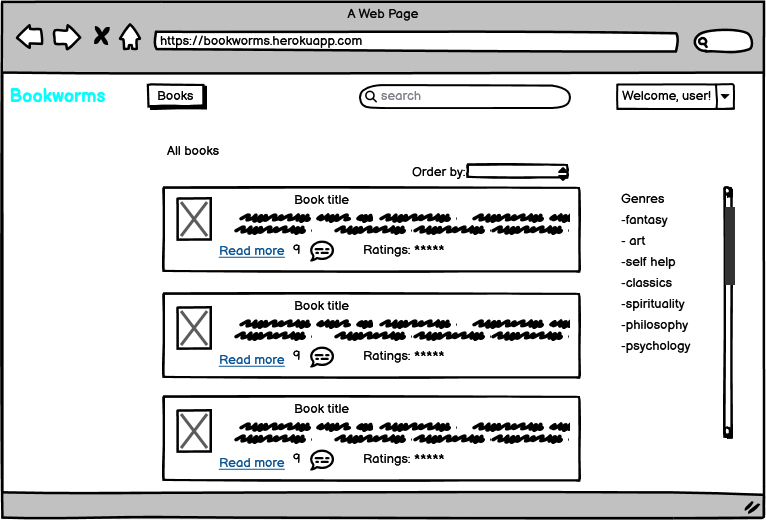 A Web Page
https://bookworms.herokuapp.com
Bookworms
Books
search
Welcome, user!
All books
Order by:
Book title
Read more 9 Ratings: *****
Book title
Read more 9 Ratings: *****
Book title
Read more 9 Ratings: *****
Genres
-fantasy
- art
-self help
-classics
-spirituality
-philosophy
-psychology